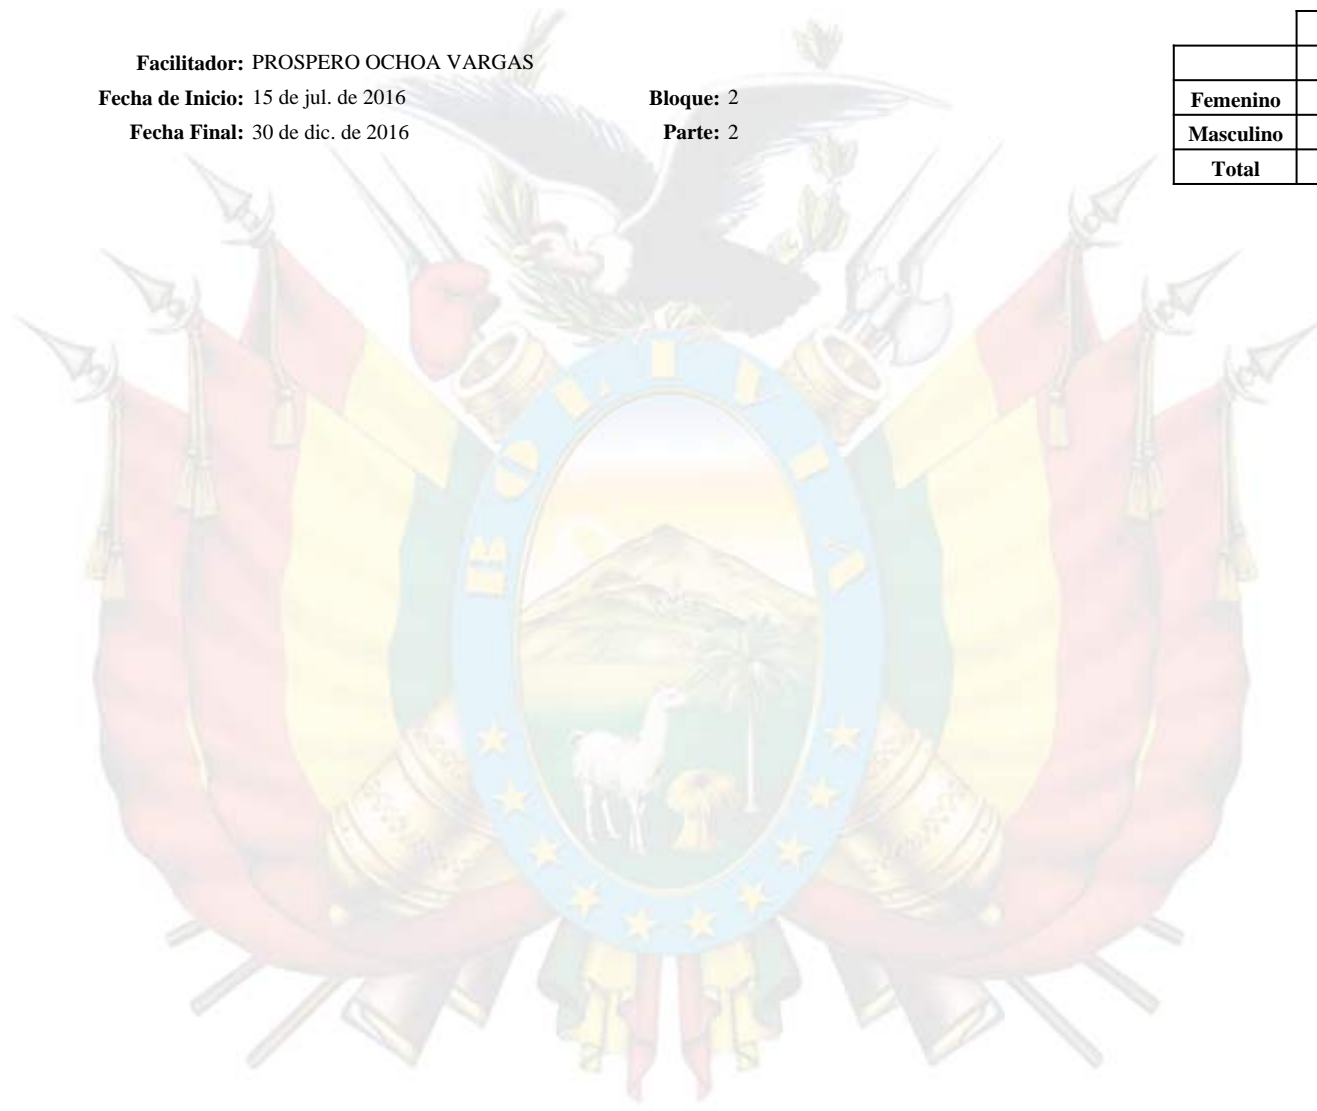 Facilitador: PROSPERO OCHOA VARGAS
Fecha de Inicio: 15 de jul. de 2016 Bloque: 2
Fecha Final: 30 de dic. de 2016 Parte: 2
Femenino
Masculino
Total
BOLIVIA